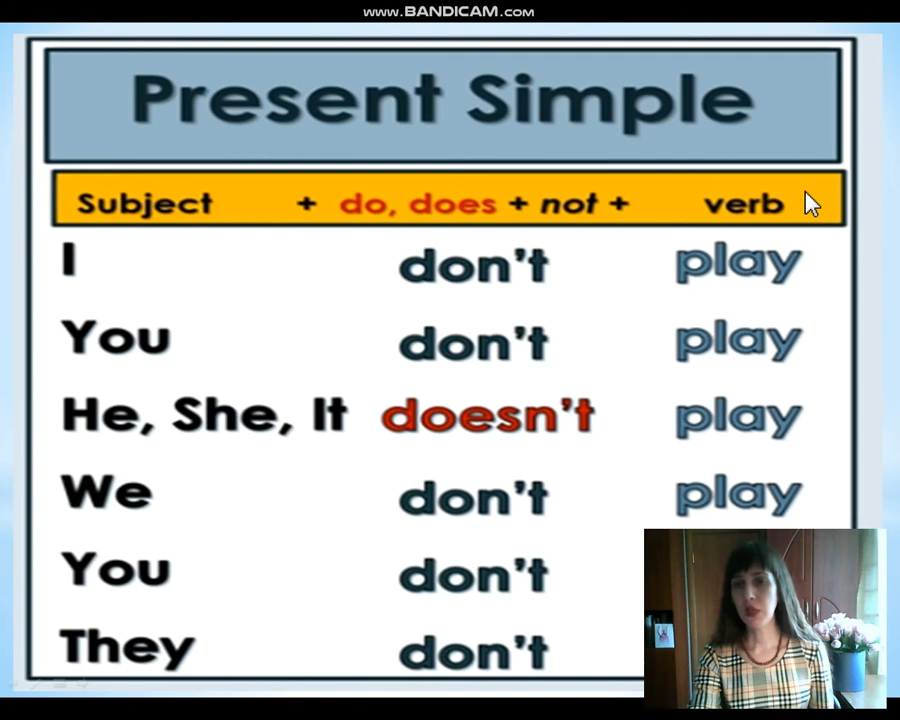 www.BANDICAM.com
Present Simple
Subject + do, does + not + verb
I don't play
You don't play
He, She, It doesn't play
We don't play
You don't
They don't